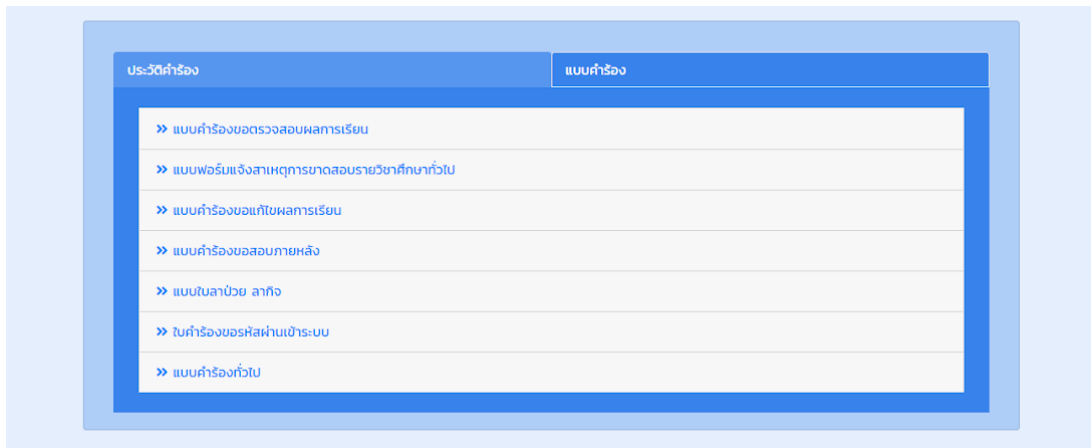 ประวัติคำร้อง
แบบคำร้อง
» แบบคำร้องขอตรวจสอบผลการเรียน
» แบบฟอร์มแจ้งสาเหตุการขาดสอบรายวิชาศึกษาทั่วไป
» แบบคำร้องขอแก้ไขผลการเรียน
» แบบคำร้องขอสอบภายหลัง
» แบบใบลาป่วย ลากิจ
» ใบคำร้องขอรหัสผ่านเข้าระบบ
» แบบคำร้องทั่วไป